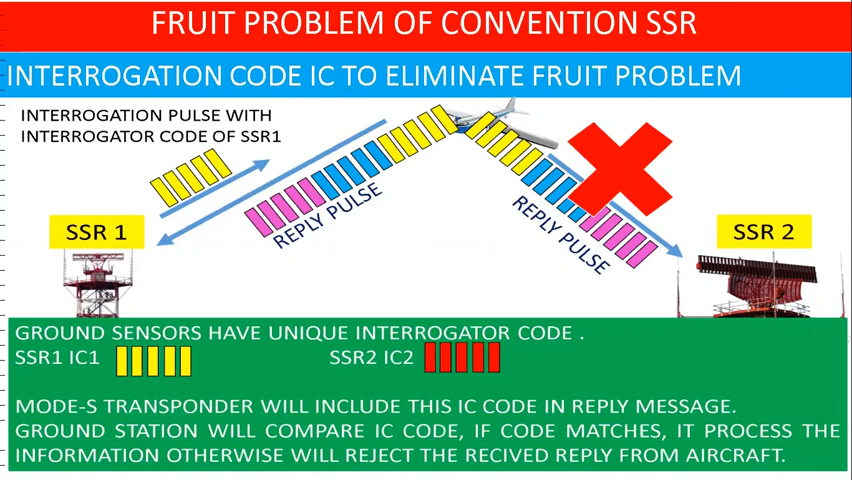 FRUIT PROBLEM OF CONVENTION SSR
INTERROGATION CODE IC TO ELIMINATE FRUIT PROBLEM
INTERROGATION PULSE WITH
INTERROGATOR CODE OF SSR1
REPLY PULSE
REPLY PULSE
SSR 1
SSR 2
GROUND SENSORS HAVE UNIQUE INTERROGATOR CODE .
SSR1 IC1 SSR2 IC2
MODE-S TRANSPONDER WILL INCLUDE THIS IC CODE IN REPLY MESSAGE.
GROUND STATION WILL COMPARE IC CODE, IF CODE MATCHES, IT PROCESS THE
INFORMATION OTHERWISE WILL REJECT THE RECIVED REPLY FROM AIRCRAFT.